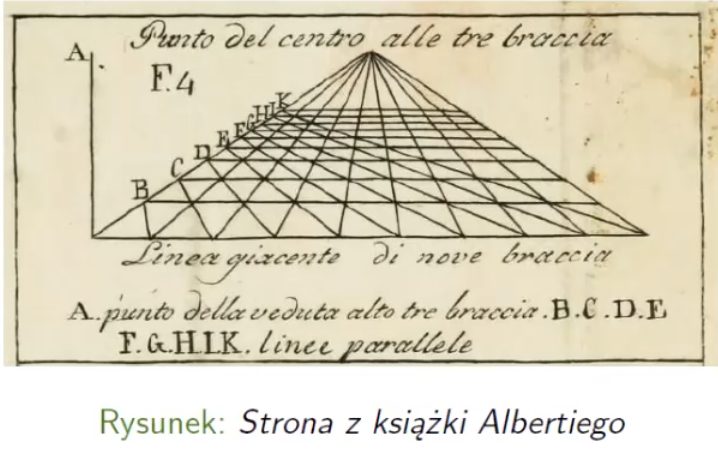 Punto del centro alle tre braccia
A
F.4
K
I
H
G
F
E
D
C
B
Linea giacente di nove braccia
A. punto della veduta alto tre braccia. B. C. D. E
F. G. H. I. K. linee parallele
Rysunek: Strona z książki Albertiego